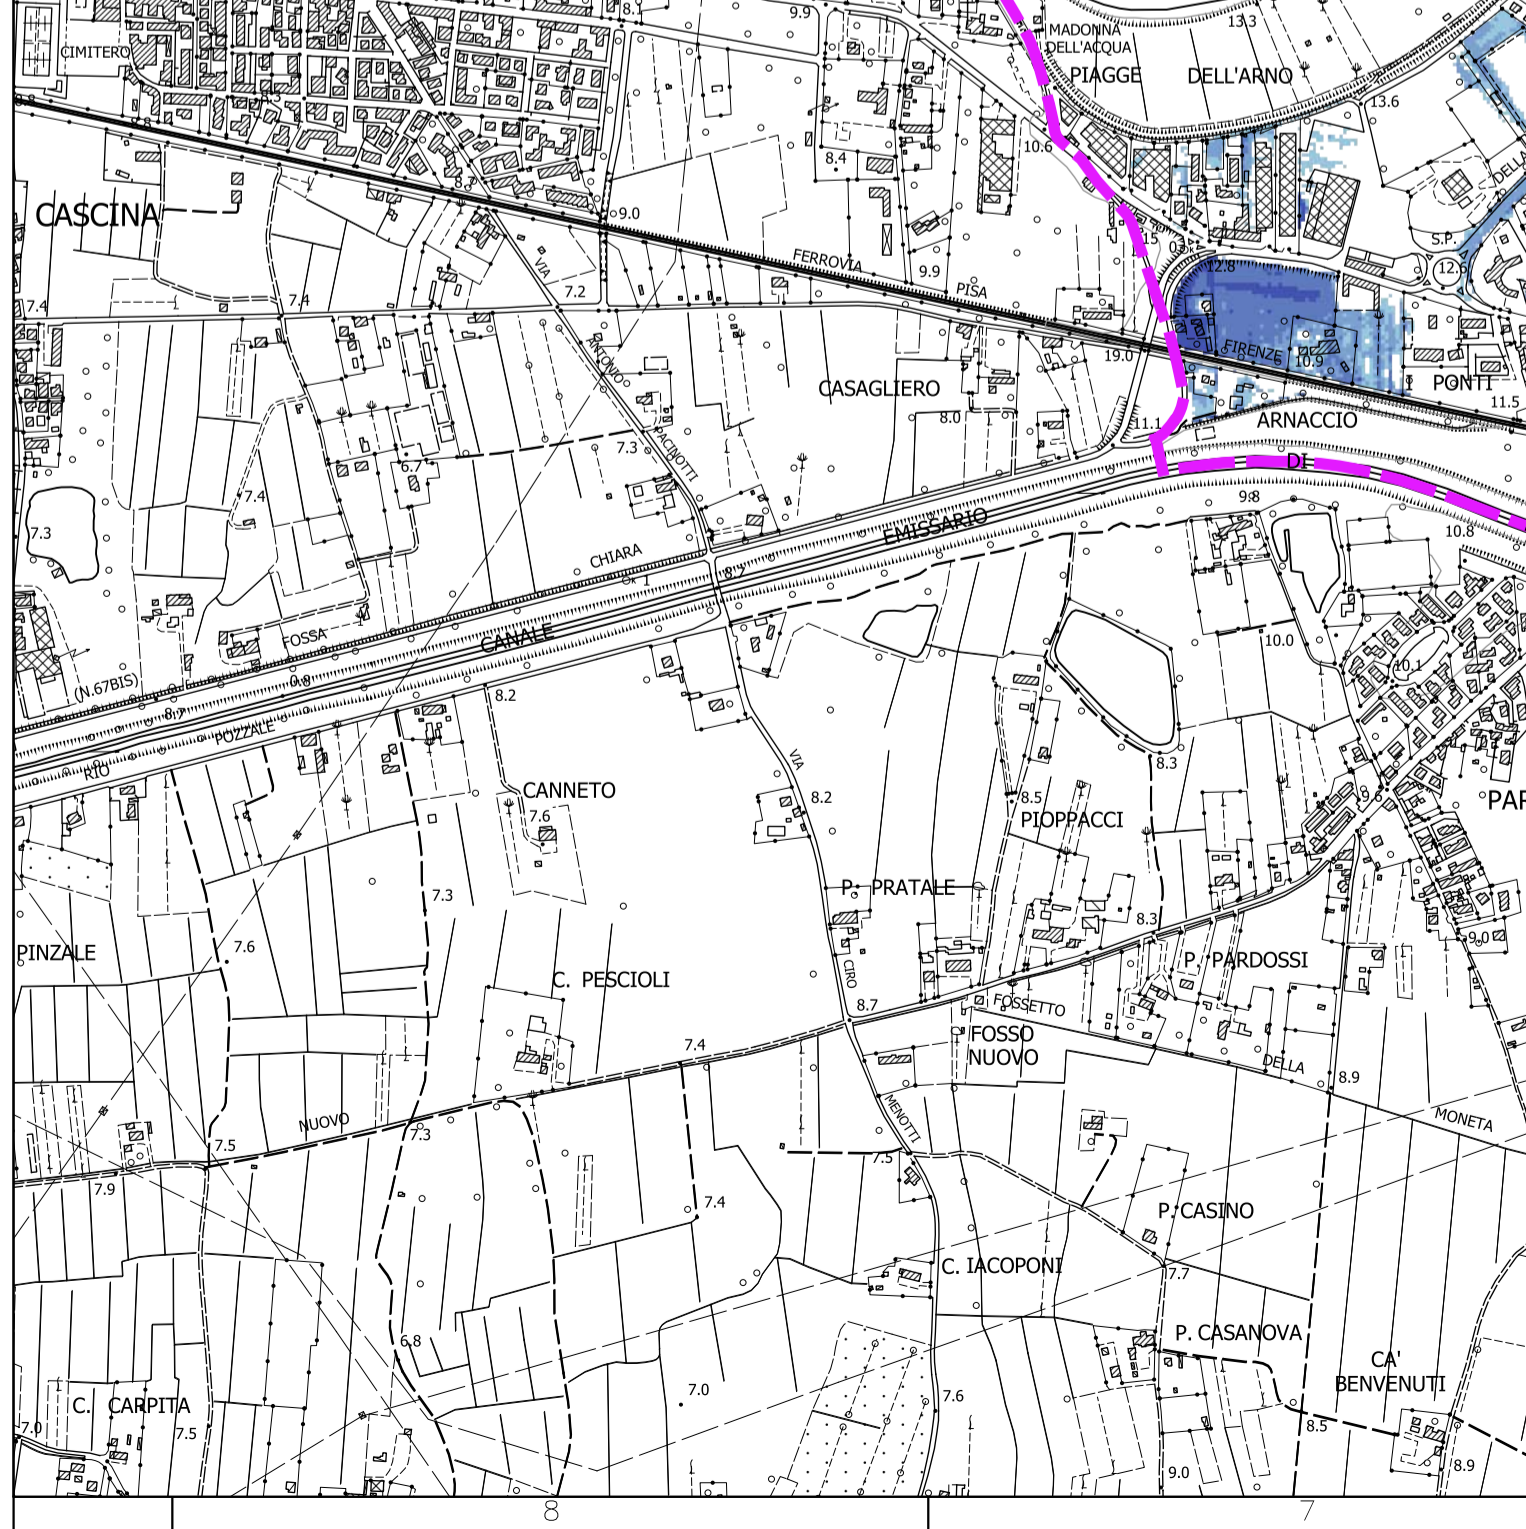 8.1
9.9
13.3
MADONNA
DELL'ACQUA
CIMITERO
PIAGGE DELL'ARNO
13.6
8.8
10.6
8.4
8.7
DELLA
CASCINA
9.0
S.P.
FERROVIA
9.9
12.8
12.6
PISA
7.4
7.4
7.2
VIA
19.0
FIRENZE
10.9
ANTONIO
CASAGLIERO
PONTI
11.5
8.0
11.1
ARNACCIO
PACINOTTI
7.3
6.7
DI
7.4
9.8
7.3
EMISSARIO
10.8
CHIARA
8.2
FOSSA
CANALE
10.0
10.1
(N.67BIS)
0.8
8.2
8.7
POZZALE
RIO
VIA
8.3
CANNETO
7.6
8.2
8.5
PIOPPACCI
9.6
PAR
7.3
P. PRATALE
8.3
7.6
9.0
PINZALE
C. PESCIOLI
CIRO
P. PARDOSSI
8.7
FOSSETTO
FOSSO
NUOVO
7.4
DELLA
8.9
MENOTTI
MONETA
NUOVO
7.3
7.5
7.5
7.9
7.4
P. CASINO
C. IACOPONI
7.7
6.8
P. CASANOVA
CA'
BENVENUTI
7.0
7.6
C. CARPITA
7.0
7.5
8.5
9.0
8.9
8
7